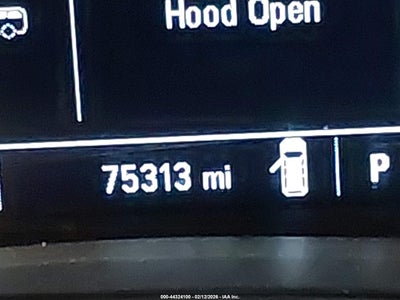 Hood Open
75313 mi
P
000-44324100 - 02/12/2026 - IAA Inc.